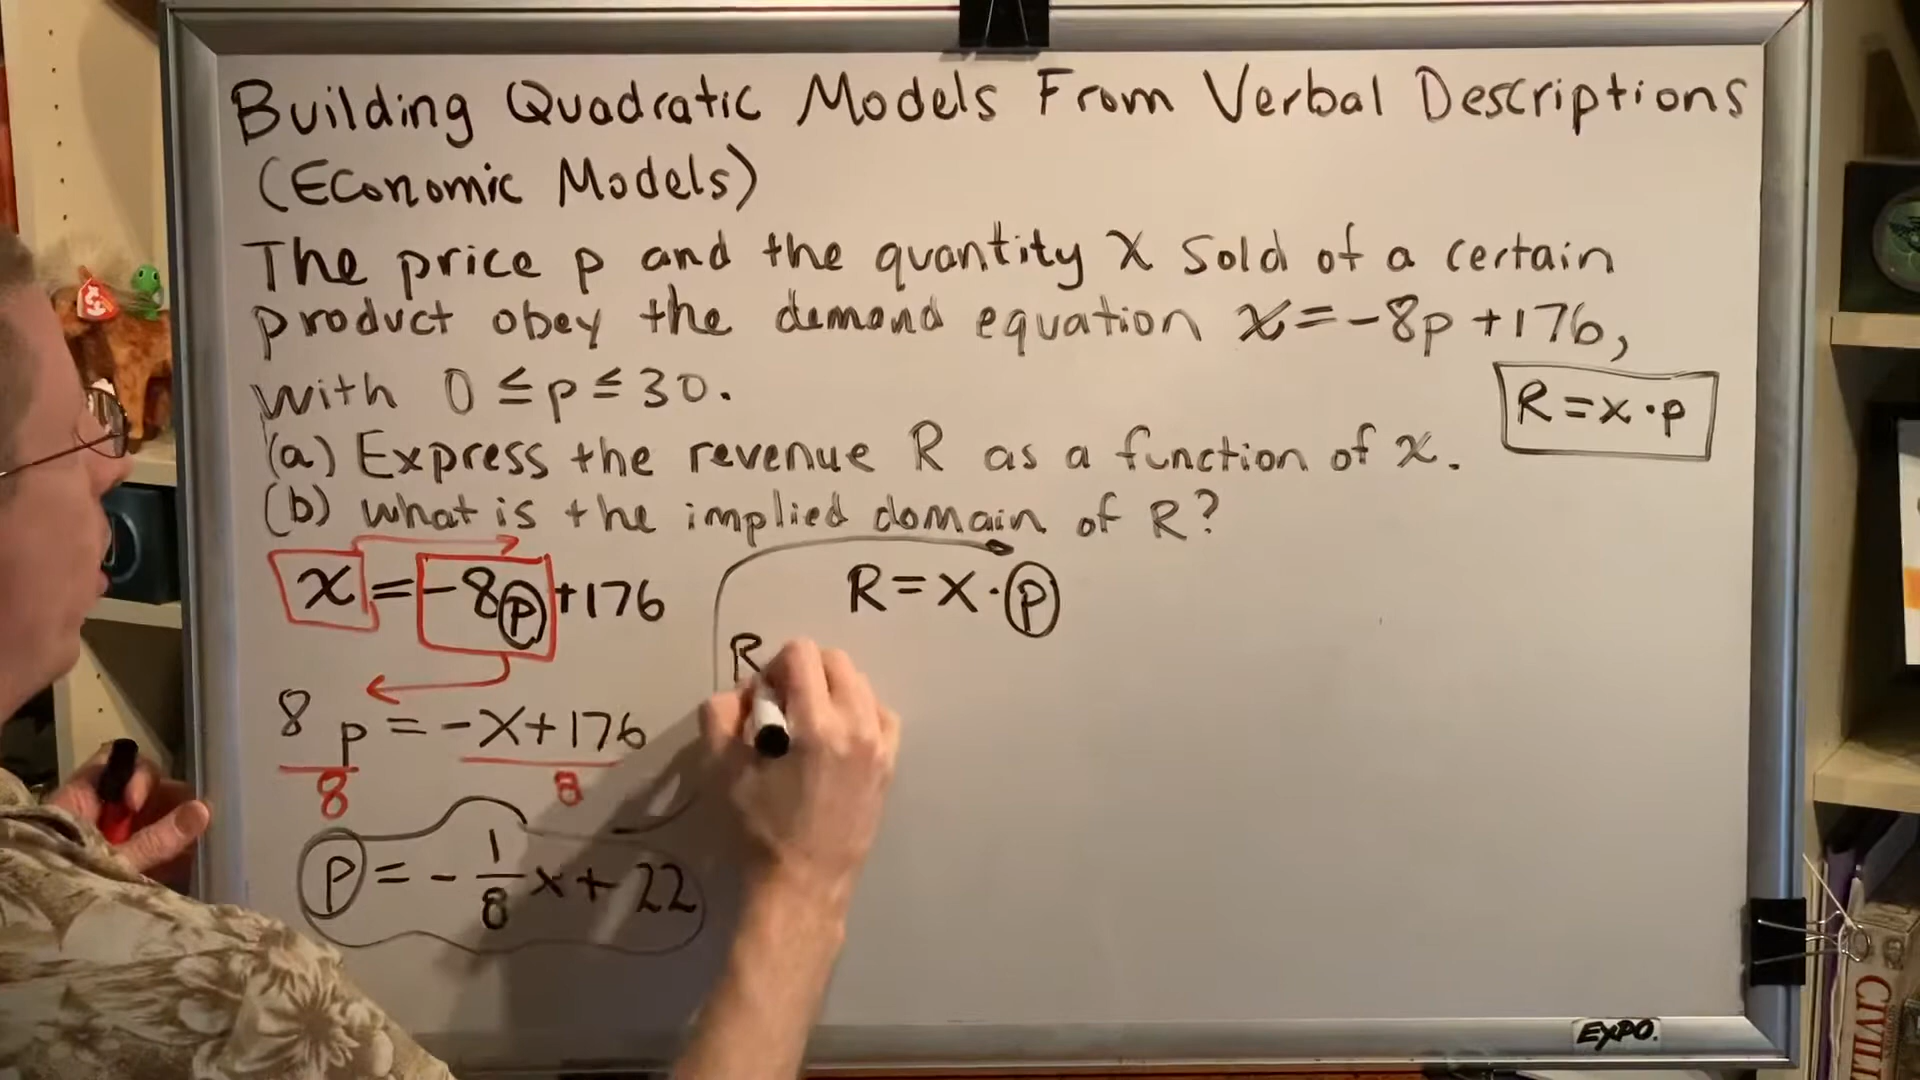 Building Quadratic Models From Verbal Descriptions
(Economic Models)
The price p and the quantity x sold of a certain
product obey the demand equation x=-8p+176,
with 0≤p≤30.
R=x·p
(a) Express the revenue R as a function of x.
(b) what is the implied domain of R?
x=-8p+176
R=x·p
R
8p=-x+176
8 8
p=-1/8x+22
EXPO.
CIVILI